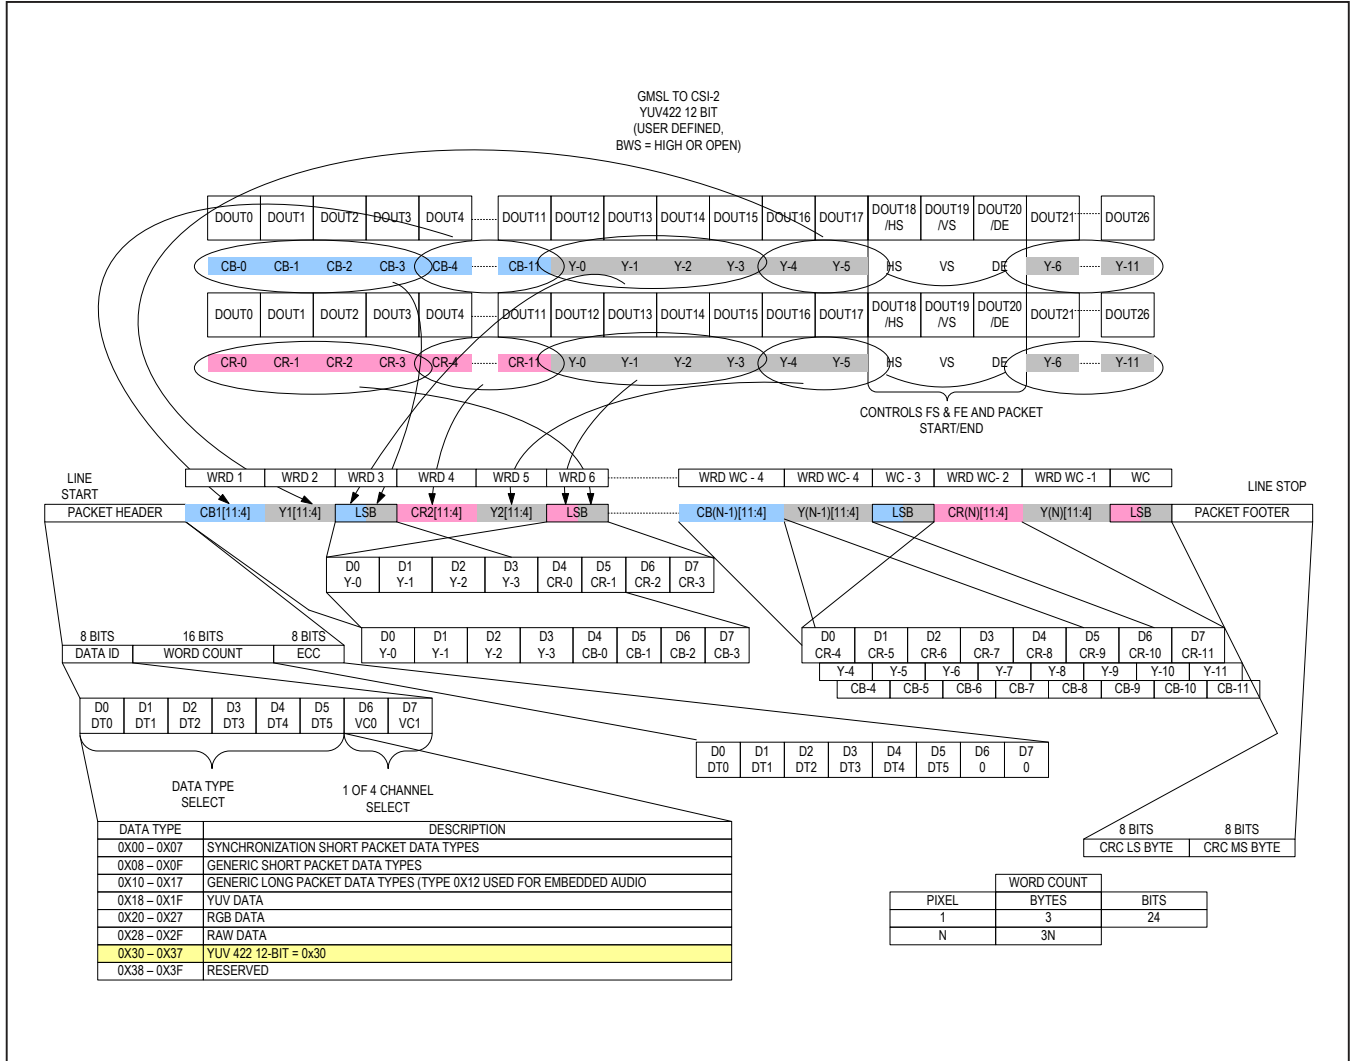 GMSL TO CSI-2
YUV422 12 BIT
(USER DEFINED,
BWS = HIGH OR OPEN)
DOUT0 DOUT1 DOUT2 DOUT3 DOUT4 DOUT11 DOUT12 DOUT13 DOUT14 DOUT15 DOUT16 DOUT17 DOUT18 /HS DOUT19 /VS DOUT20 /DE DOUT21 DOUT26
CB-0 CB-1 CB-2 CB-3 CB-4 CB-11 Y-0 Y-1 Y-2 Y-3 Y-4 Y-5 HS VS DE Y-6 Y-11
DOUT0 DOUT1 DOUT2 DOUT3 DOUT4 DOUT11 DOUT12 DOUT13 DOUT14 DOUT15 DOUT16 DOUT17 DOUT18 /HS DOUT19 /VS DOUT20 /DE DOUT21 DOUT26
CR-0 CR-1 CR-2 CR-3 CR-4 CR-11 Y-0 Y-1 Y-2 Y-3 Y-4 Y-5 HS VS DE Y-6 Y-11
CONTROLS FS & FE AND PACKET
START/END
LINE
START
WRD 1 WRD 2 WRD 3 WRD 4 WRD 5 WRD 6 WRD WC - 4 WRD WC- 4 WC - 3 WRD WC- 2 WRD WC -1 WC
LINE STOP
PACKET HEADER CB1[11:4] Y1[11:4] LSB CR2[11:4] Y2[11:4] LSB CB(N-1)[11:4] Y(N-1)[11:4] LSB CR(N)[11:4] Y(N)[11:4] LSB PACKET FOOTER
D0 D1 D2 D3 D4 D5 D6 D7
Y-0 Y-1 Y-2 Y-3 CR-0 CR-1 CR-2 CR-3
D0 D1 D2 D3 D4 D5 D6 D7
Y-0 Y-1 Y-2 Y-3 CB-0 CB-1 CB-2 CB-3
D0 D1 D2 D3 D4 D5 D6 D7
CR-4 CR-5 CR-6 CR-7 CR-8 CR-9 CR-10 CR-11
Y-4 Y-5 Y-6 Y-7 Y-8 Y-9 Y-10 Y-11
CB-4 CB-5 CB-6 CB-7 CB-8 CB-9 CB-10 CB-11
8 BITS 16 BITS 8 BITS
DATA ID WORD COUNT ECC
D0 D1 D2 D3 D4 D5 D6 D7
DT0 DT1 DT2 DT3 DT4 DT5 VC0 VC1
D0 D1 D2 D3 D4 D5 D6 D7
DT0 DT1 DT2 DT3 DT4 DT5 0 0
DATA TYPE
SELECT
1 OF 4 CHANNEL
SELECT
DATA TYPE DESCRIPTION
0X00 – 0X07 SYNCHRONIZATION SHORT PACKET DATA TYPES
0X08 – 0X0F GENERIC SHORT PACKET DATA TYPES
0X10 – 0X17 GENERIC LONG PACKET DATA TYPES (TYPE 0X12 USED FOR EMBEDDED AUDIO
0X18 – 0X1F YUV DATA
0X20 – 0X27 RGB DATA
0X28 – 0X2F RAW DATA
0X30 – 0X37 YUV 422 12-BIT = 0x30
0X38 – 0X3F RESERVED
8 BITS 8 BITS
CRC LS BYTE CRC MS BYTE
WORD COUNT
PIXEL BYTES BITS
1 3 24
N 3N